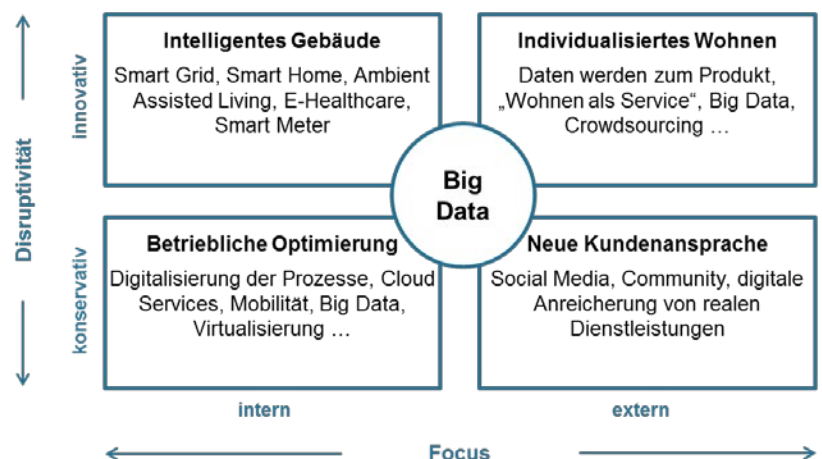 Disruptivität
innovativ
konservativ
Intelligentes Gebäude
Smart Grid, Smart Home, Ambient
Assisted Living, E-Healthcare,
Smart Meter
Individualisiertes Wohnen
Daten werden zum Produkt,
„Wohnen als Service“, Big Data,
Crowdsourcing …
Big
Data
Betriebliche Optimierung
Digitalisierung der Prozesse, Cloud
Services, Mobilität, Big Data,
Virtualisierung …
Neue Kundenansprache
Social Media, Community, digitale
Anreicherung von realen
Dienstleistungen
intern
extern
Focus